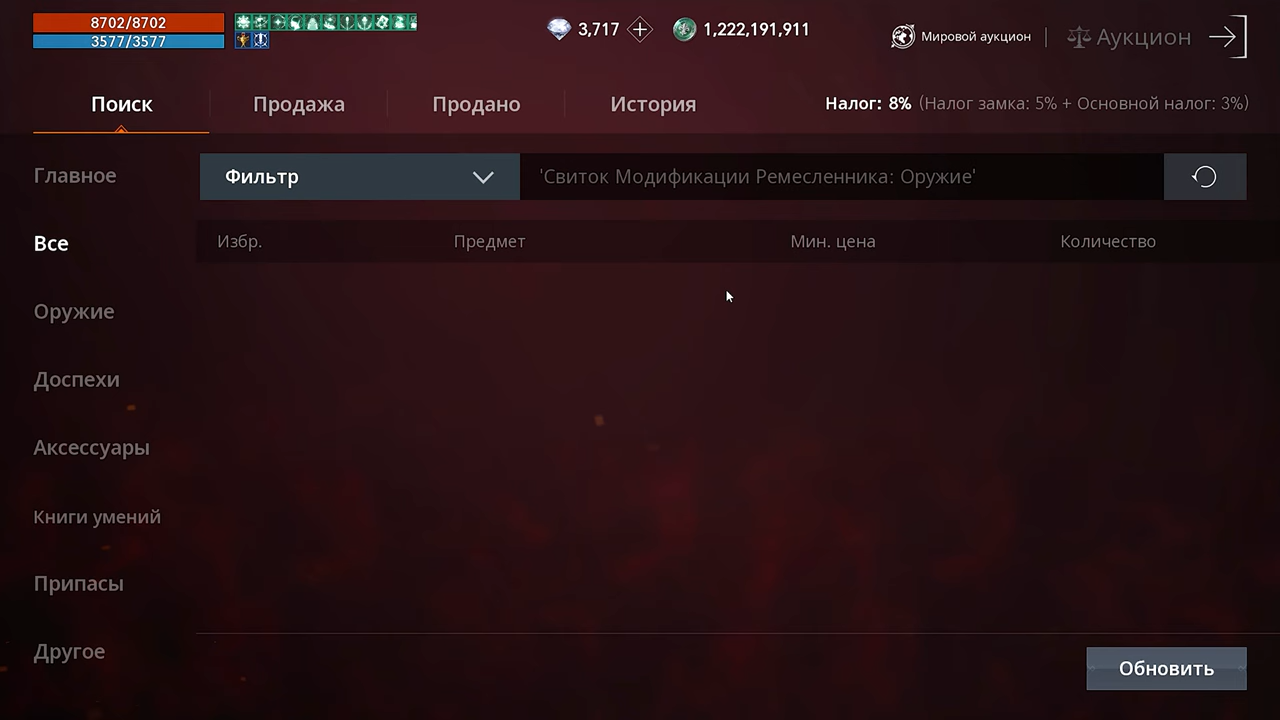 8702/8702
3577/3577
3,717
1,222,191,911
Мировой аукцион
Аукцион
Поиск
Продажа
Продано
История
Налог: 8% (Налог замка: 5% + Основной налог: 3%)
Главное
Фильтр
'Свиток Модификации Ремесленника: Оружие'
Все
Избр.
Предмет
Мин. цена
Количество
Оружие
Доспехи
Аксессуары
Книги умений
Припасы
Другое
Обновить